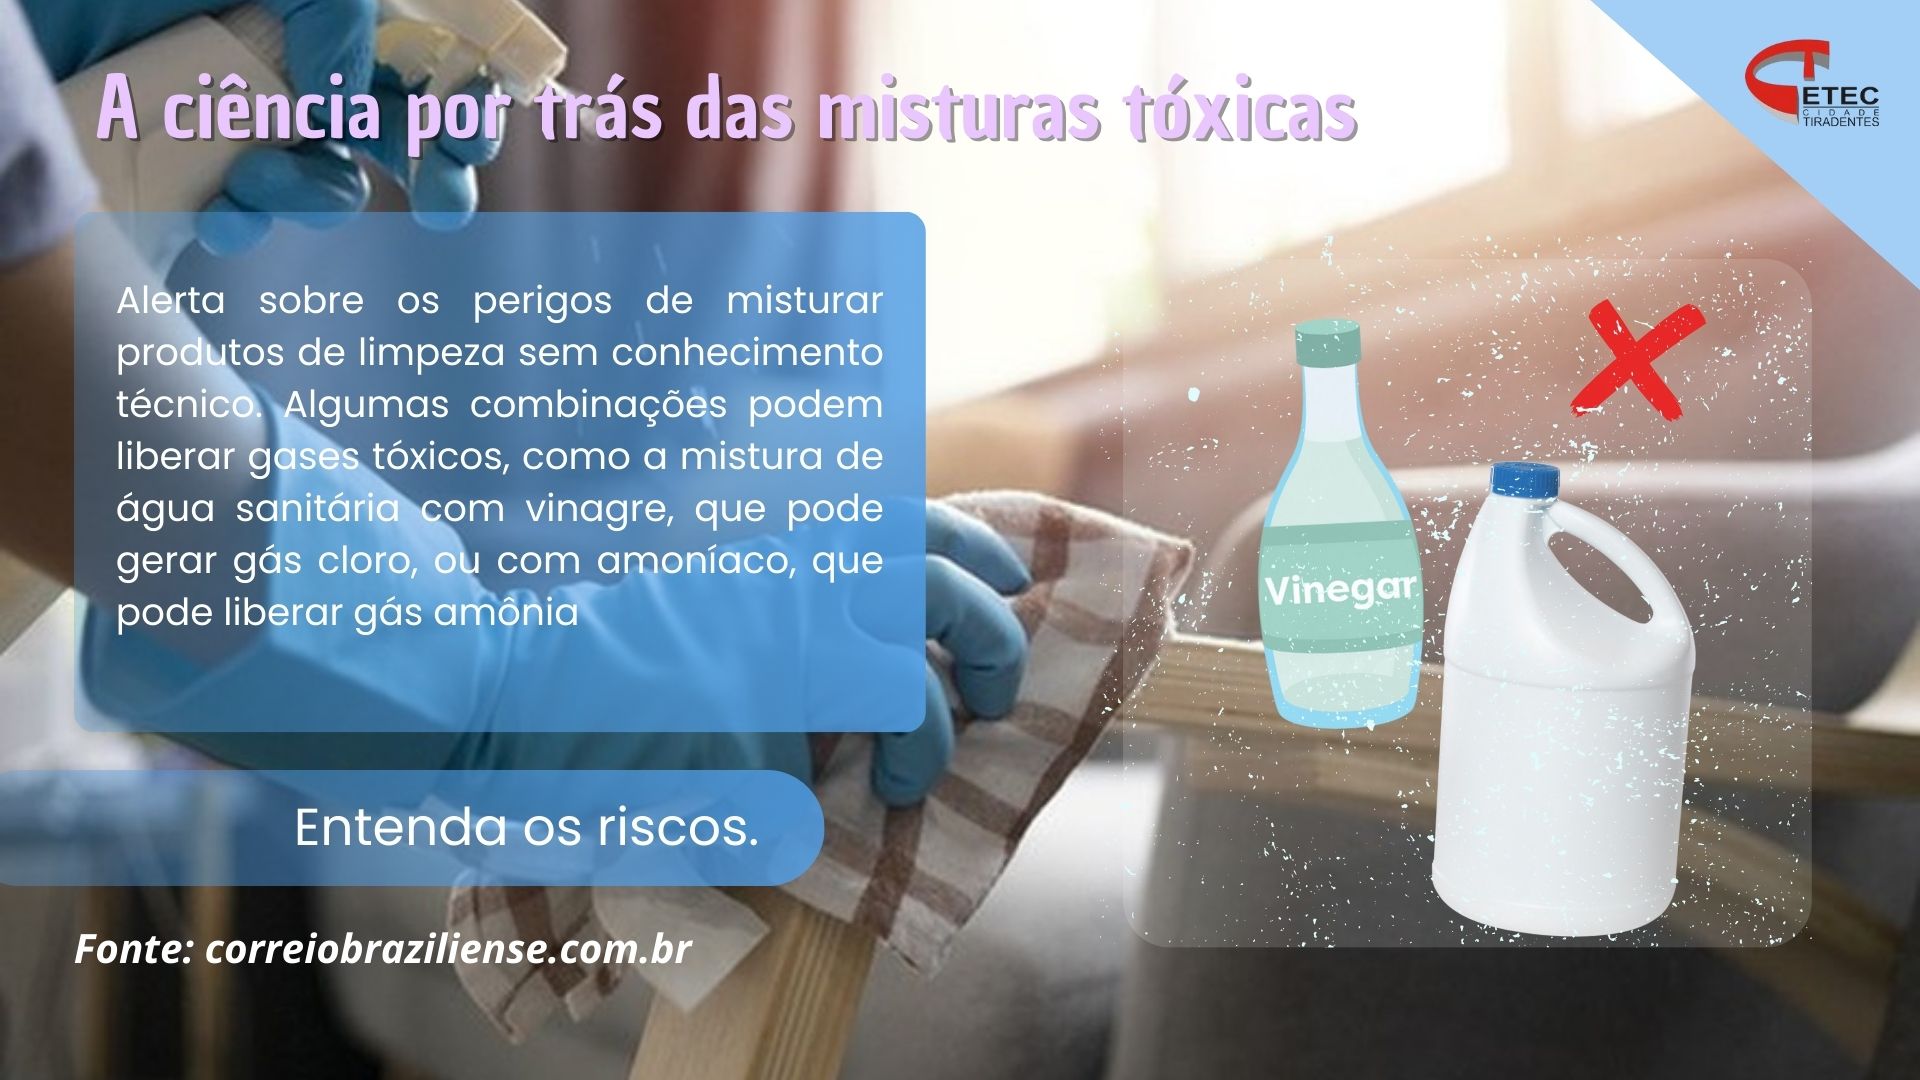 A ciência por trás das misturas tóxicas
ETEC
CIDADE
TIRADENTES
Alerta sobre os perigos de misturar
produtos de limpeza sem conhecimento
técnico. Algumas combinações podem
liberar gases tóxicos, como a mistura de
água sanitária com vinagre, que pode
gerar gás cloro, ou com amoníaco, que
pode liberar gás amônia
Vinegar
Entenda os riscos.
Fonte: correiobraziliense.com.br